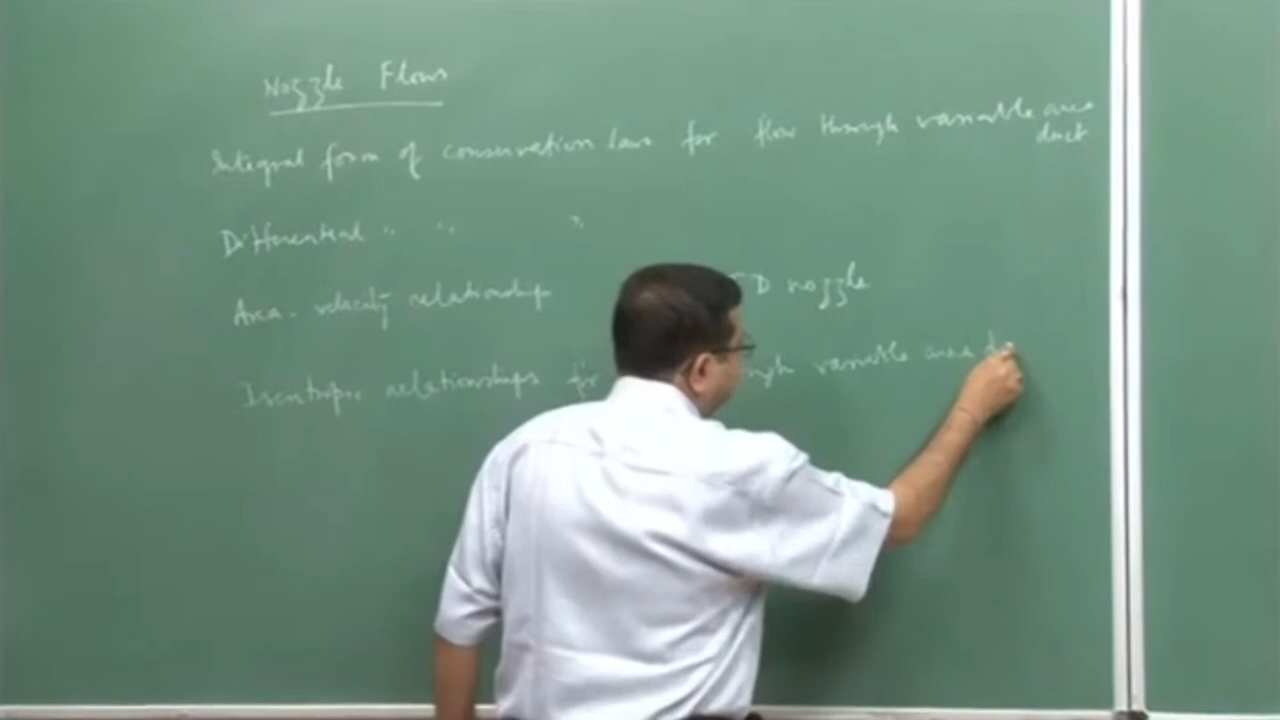 Nozzle Flows
Integral form of conservation laws for flow through variable area
duct
Differential " " "
Area-velocity relationship CD nozzle
Isentropic relationships for variable area